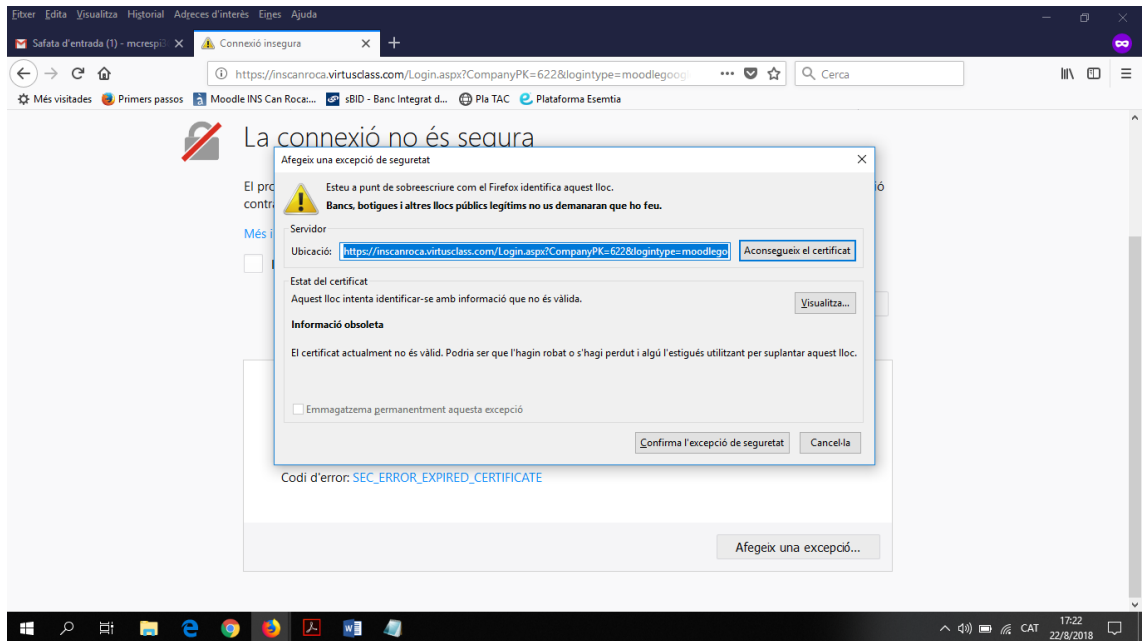 Fitxer Edita Visualitza Historial Adreces d'interès Eines Ajuda
Safata d'entrada (1) - mcrespi
Connexió insegura
https://inscanroca.virtusclass.com/Login.aspx?CompanyPK=622&logintype=moodlegoog
Cerca
Més visitades Primers passos Moodle INS Can Roca:... sBID - Banc Integrat d... Pla TAC Plataforma Esemtia
La connexió no és segura
El pro
contra
Més i
ió
Afegeix una excepció de seguretat
Esteu a punt de sobreescriure com el Firefox identifica aquest lloc.
Bancs, botigues i altres llocs públics legítims no us demanaran que ho feu.
Servidor
Ubicació: https://inscanroca.virtusclass.com/Login.aspx?CompanyPK=622&logintype=moodlego Aconsegueix el certificat
Estat del certificat
Aquest lloc intenta identificar-se amb informació que no és vàlida.
Visualitza...
Informació obsoleta
El certificat actualment no és vàlid. Podria ser que l'hagin robat o s'hagi perdut i algú l'estigués utilitzant per suplantar aquest lloc.
Emmagatzema permanentment aquesta excepció
Confirma l'excepció de seguretat Cancel·la
Codi d'error: SEC_ERROR_EXPIRED_CERTIFICATE
Afegeix una excepció...
CAT
17:22
22/8/2018